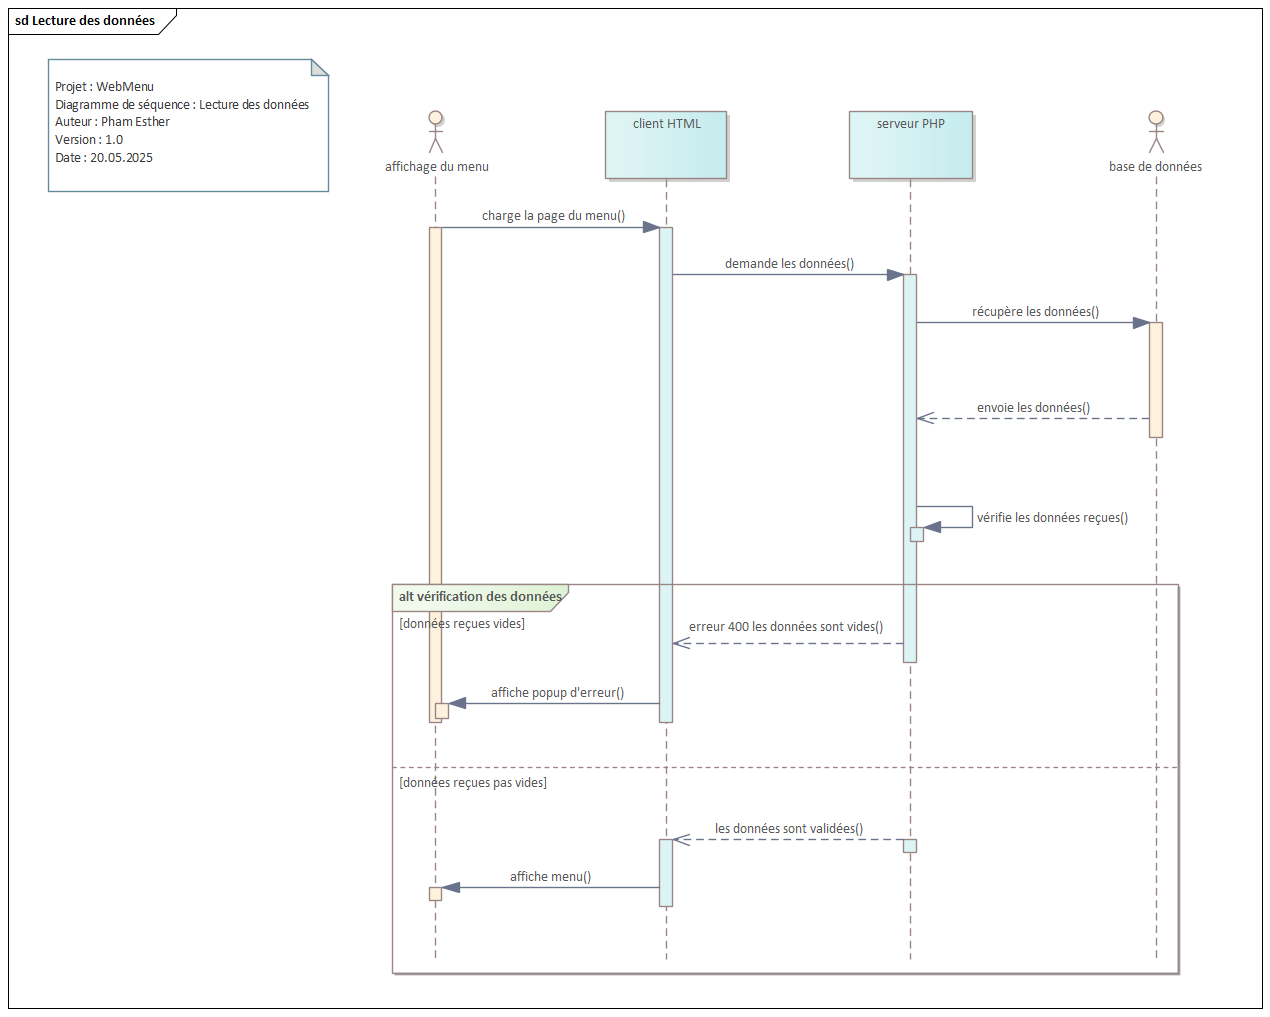 sd Lecture des données
Projet : WebMenu
Diagramme de séquence : Lecture des données
Auteur : Pham Esther
Version : 1.0
Date : 20.05.2025
affichage du menu
client HTML
serveur PHP
base de données
charge la page du menu()
demande les données()
récupère les données()
envoie les données()
vérifie les données reçues()
alt vérification des données
[données reçues vides]
erreur 400 les données sont vides()
affiche popup d'erreur()
[données reçues pas vides]
les données sont validées()
affiche menu()